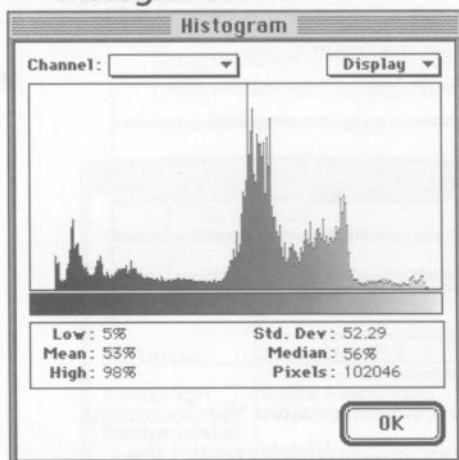 Histogram
Channel:
Display
Low: 5%
Mean: 53%
High: 98%
Std. Dev: 52.29
Median: 56%
Pixels: 102046
OK